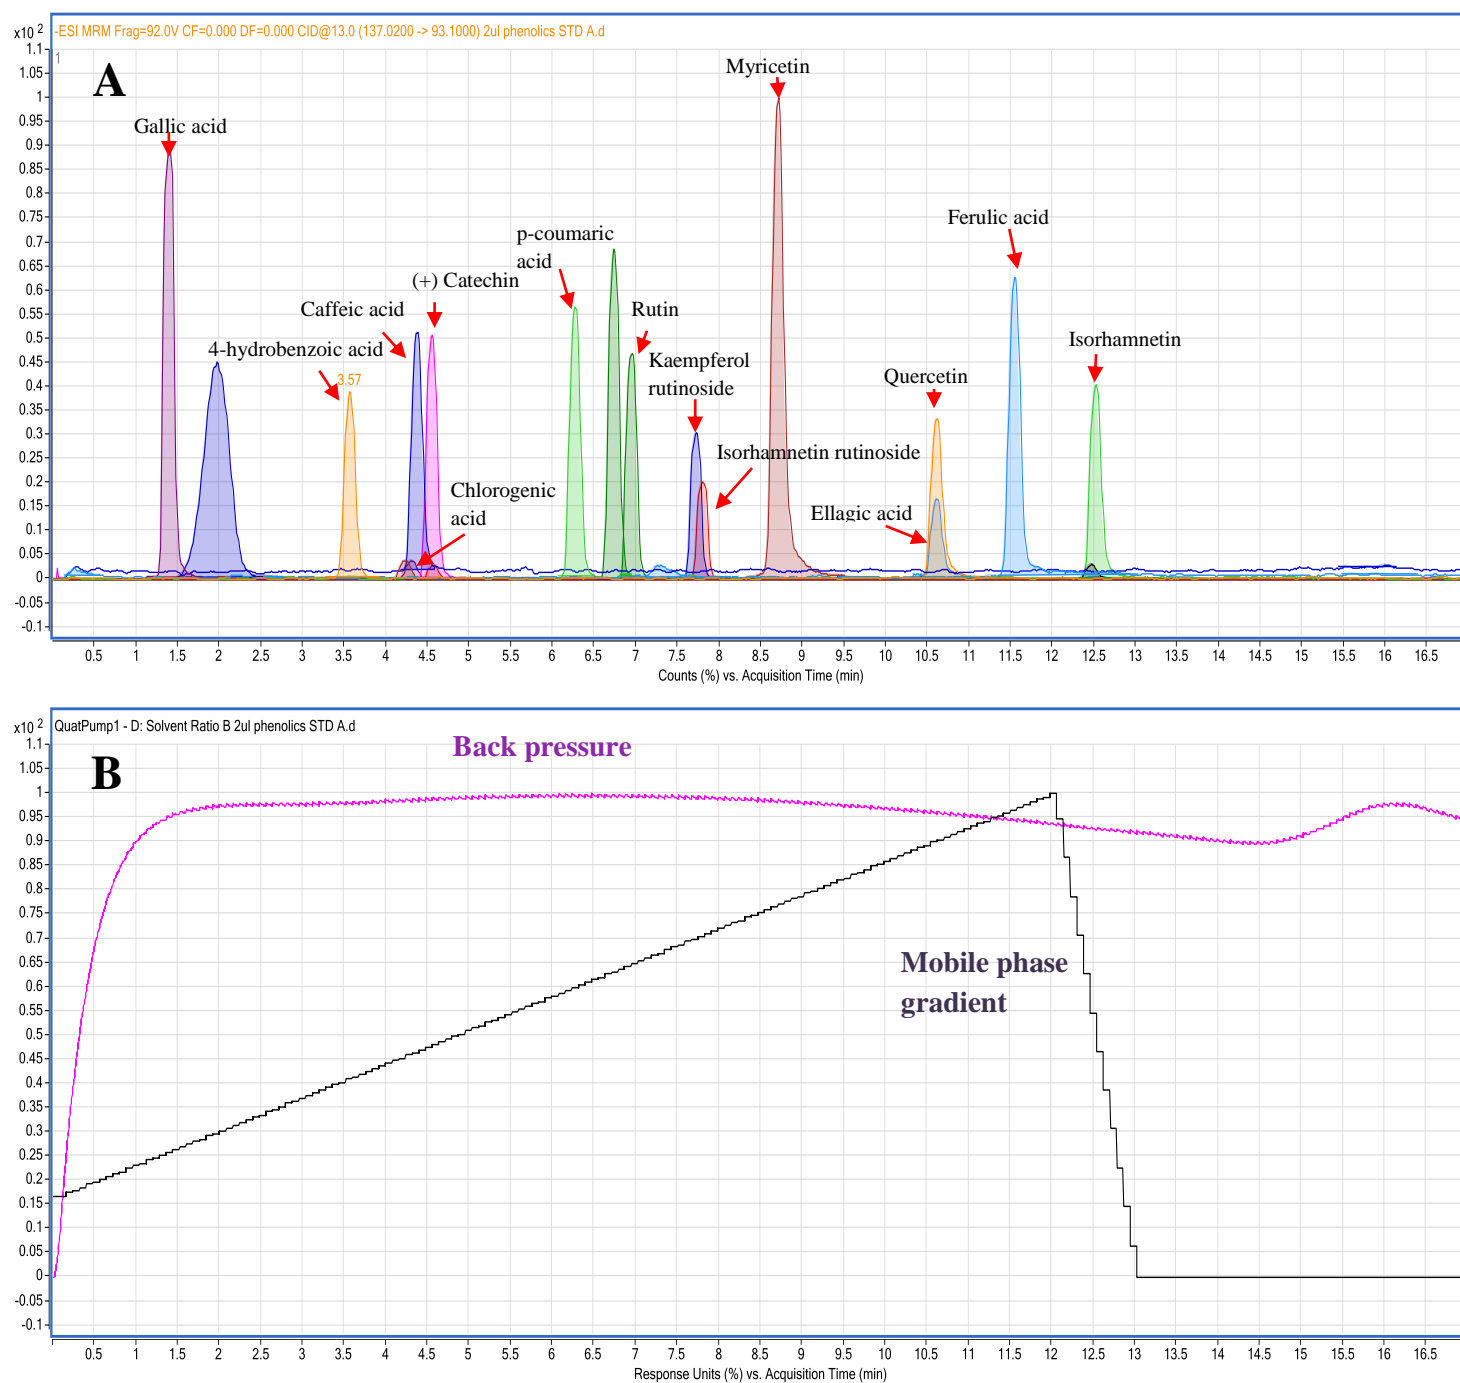 -ESI MRM Frag=92.0V CF=0.000 DF=0.000 CID@13.0 (137.0200 -> 93.1000) 2ul phenolics STD A.d
x10 2
1
A
1.1
1.05
1
0.95
0.9
0.85
0.8
0.75
0.7
0.65
0.6
0.55
0.5
0.45
0.4
0.35
0.3
0.25
0.2
0.15
0.1
0.05
0
-0.05
-0.1
Myricetin
Gallic acid
Ferulic acid
p-coumaric
acid
(+) Catechin
Caffeic acid
Rutin
Isorhamnetin
4-hydrobenzoic acid
Kaempferol
rutinoside
3.57
Quercetin
Isorhamnetin rutinoside
Chlorogenic
acid
Ellagic acid
0.5 1 1.5 2 2.5 3 3.5 4 4.5 5 5.5 6 6.5 7 7.5 8 8.5 9 9.5 10 10.5 11 11.5 12 12.5 13 13.5 14 14.5 15 15.5 16 16.5
Counts (%) vs. Acquisition Time (min)
x10 2
QuatPump1 - D: Solvent Ratio B 2ul phenolics STD A.d
Back pressure
B
1.1
1.05
1
0.95
0.9
0.85
0.8
0.75
0.7
0.65
0.6
0.55
0.5
0.45
0.4
0.35
0.3
0.25
0.2
0.15
0.1
0.05
0
-0.05
-0.1
Mobile phase
gradient
0.5 1 1.5 2 2.5 3 3.5 4 4.5 5 5.5 6 6.5 7 7.5 8 8.5 9 9.5 10 10.5 11 11.5 12 12.5 13 13.5 14 14.5 15 15.5 16 16.5
Response Units (%) vs. Acquisition Time (min)